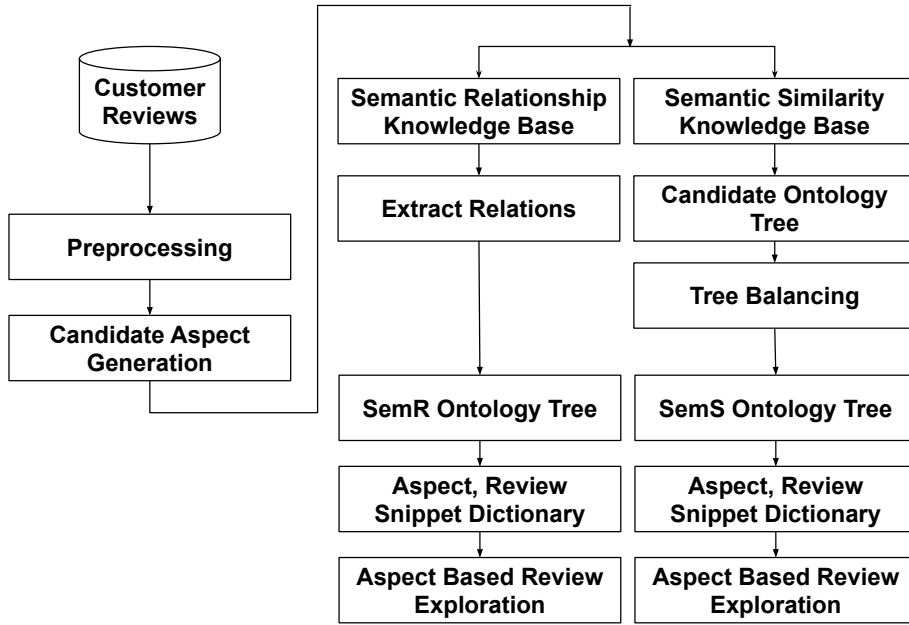 Customer
Reviews
Preprocessing
Candidate Aspect
Generation
Semantic Relationship
Knowledge Base
Extract Relations
SemR Ontology Tree
Aspect, Review
Snippet Dictionary
Aspect Based Review
Exploration
Semantic Similarity
Knowledge Base
Candidate Ontology
Tree
Tree Balancing
SemS Ontology Tree
Aspect, Review
Snippet Dictionary
Aspect Based Review
Exploration